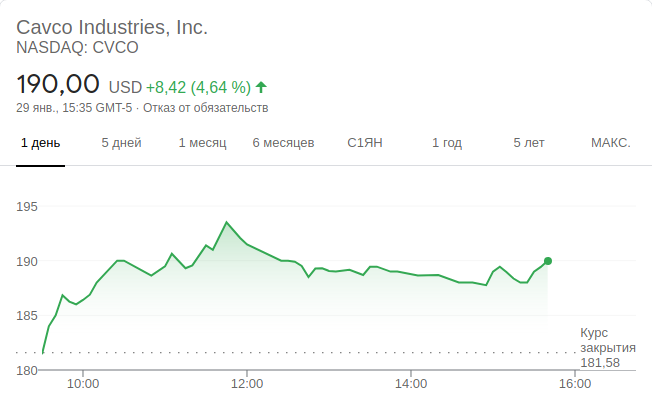 Cavco Industries, Inc.
NASDAQ: CVCO
190,00 USD +8,42 (4,64 %)
29 янв., 15:35 GMT-5 · Отказ от обязательств
1 день 5 дней 1 месяц 6 месяцев С1ЯН 1 год 5 лет МАКС.
195
190
185
Курс
закрытия
181,58
180
10:00 12:00 14:00 16:00